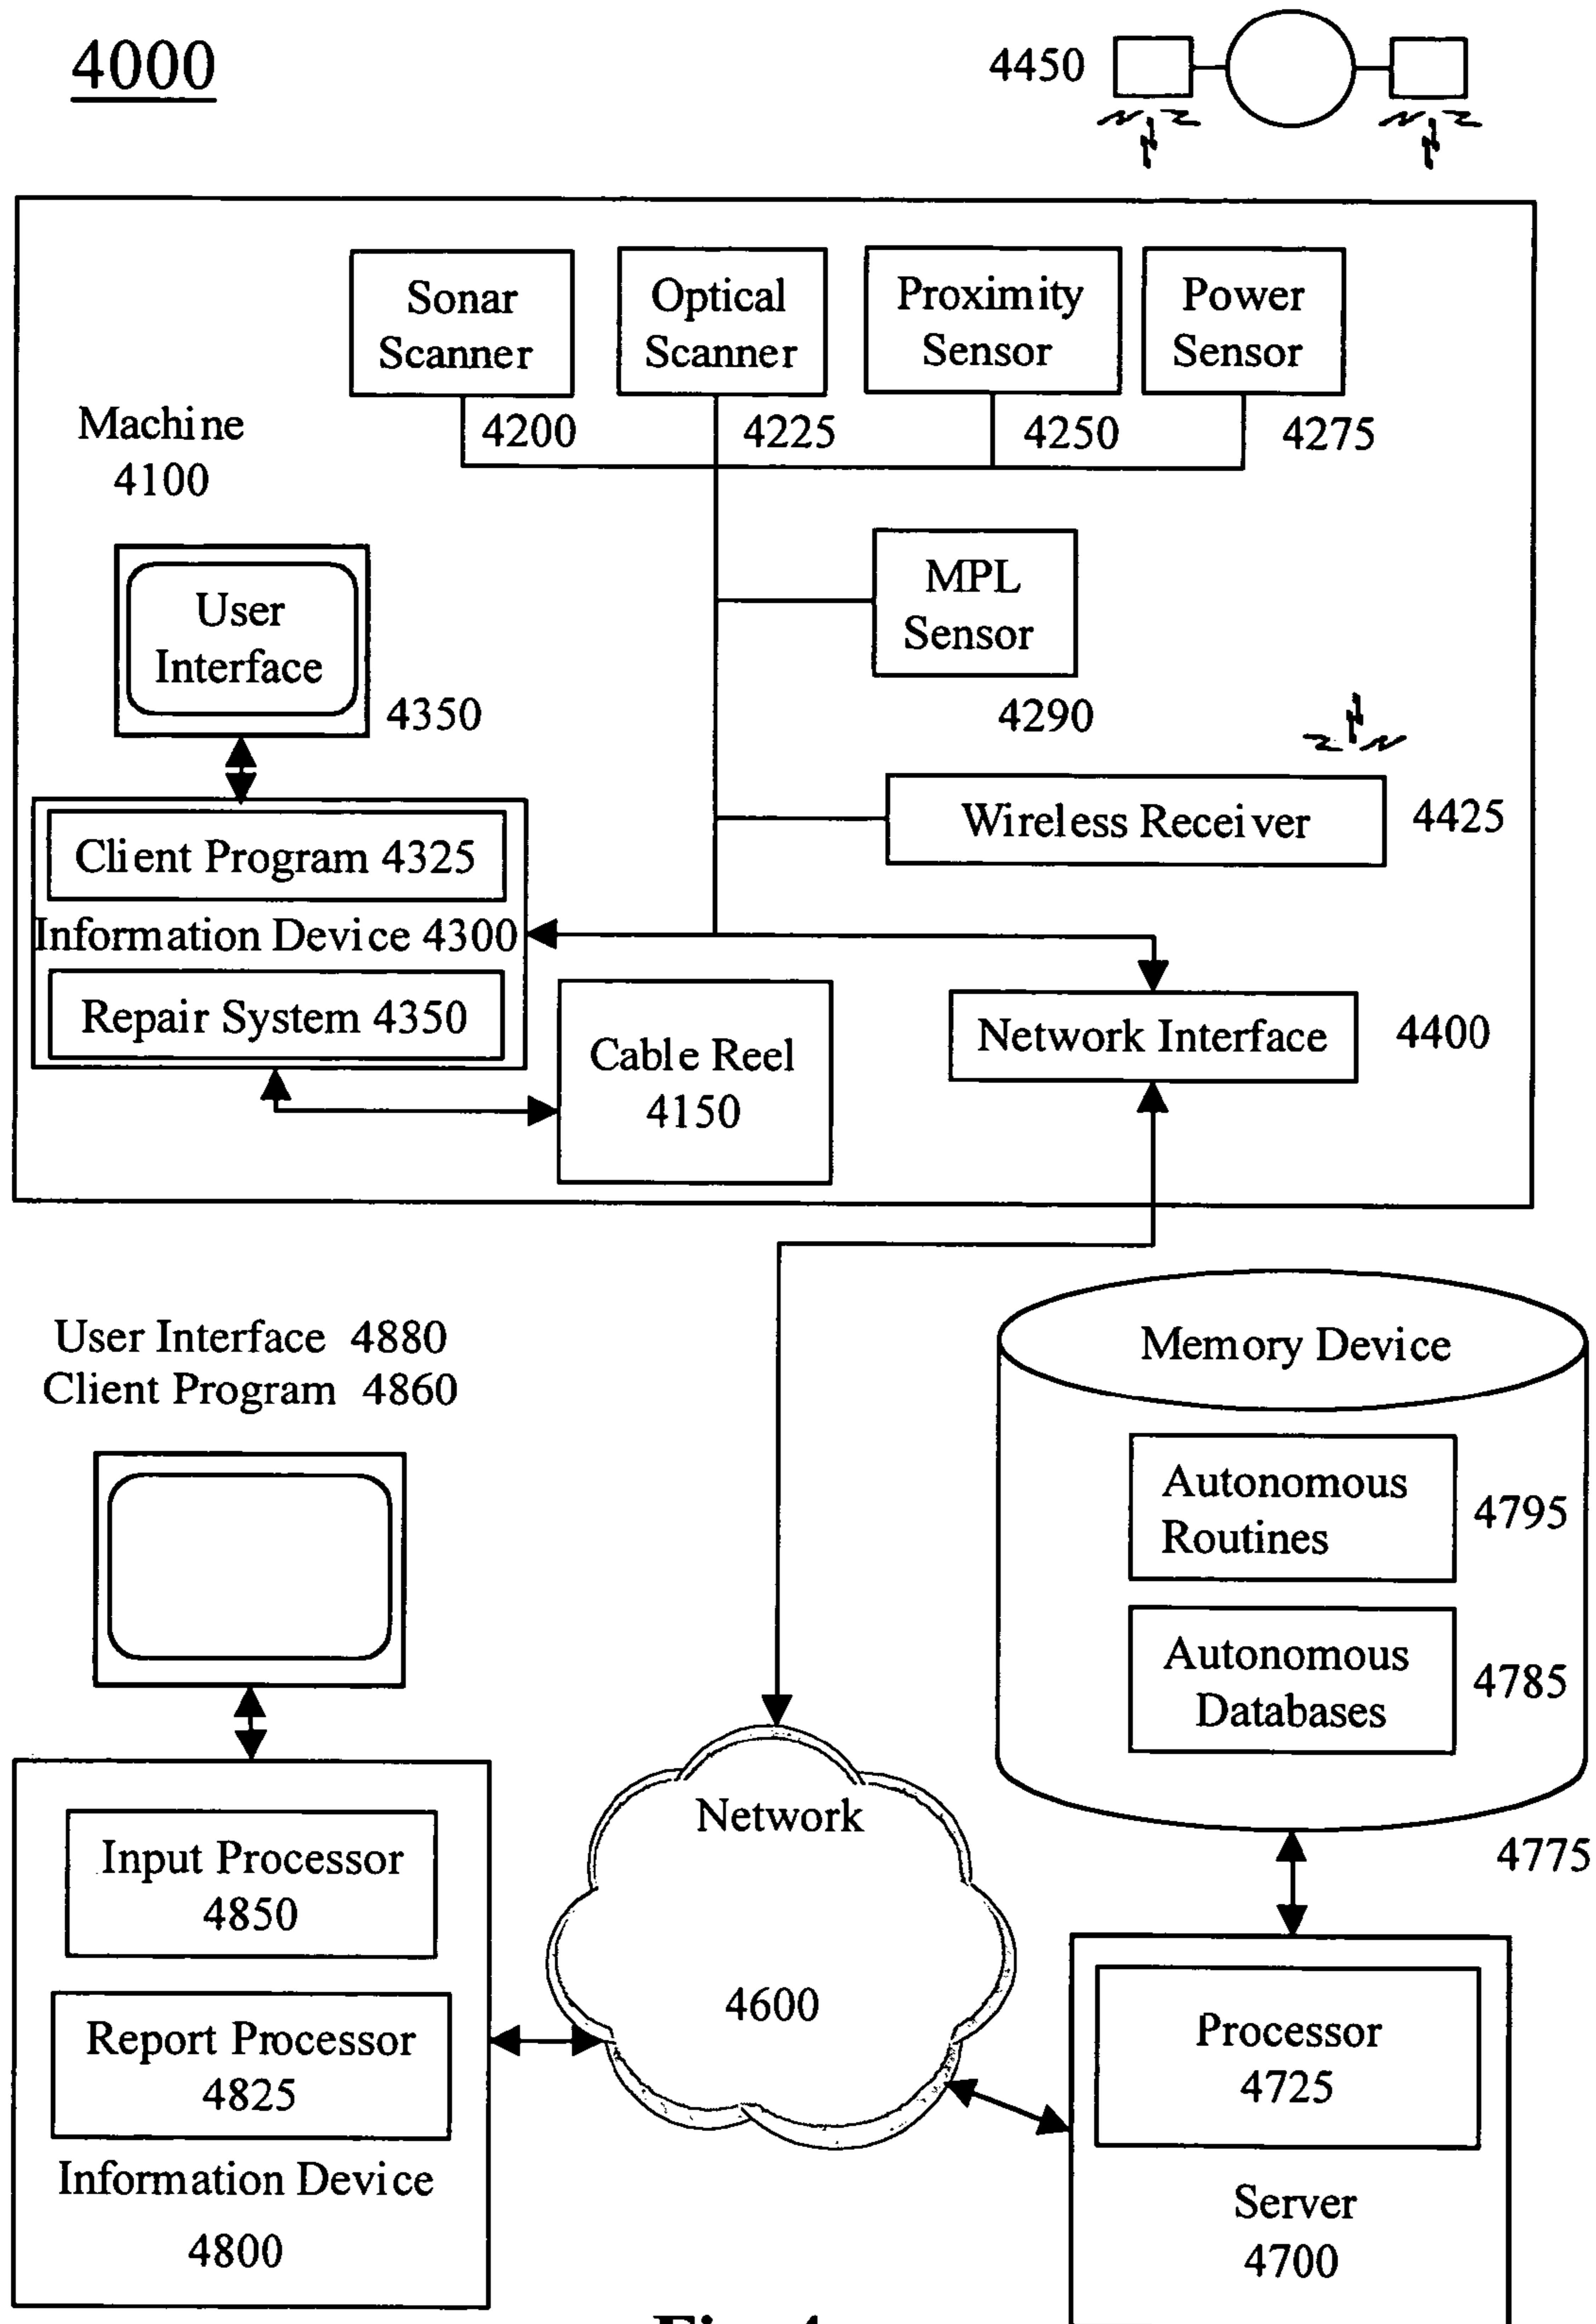 4000
4450
Sonar
Scanner
Optical
Scanner
Proximity
Sensor
Power
Sensor
4200
4225
4250
4275
Machine
4100
User
Interface
4350
MPL
Sensor
4290
Wireless Receiver
4425
Client Program 4325
Information Device 4300
Repair System 4350
Cable Reel
4150
Network Interface
4400
User Interface 4880
Client Program 4860
Memory Device
Autonomous
Routines
4795
Autonomous
Databases
4785
4775
Network
4600
Input Processor
4850
Report Processor
4825
Information Device
4800
Processor
4725
Server
4700